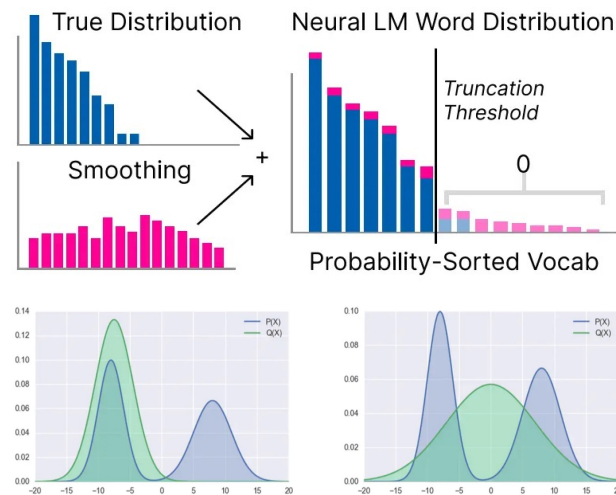 True Distribution
Neural LM Word Distribution
Truncation
Threshold
Smoothing
+
0
Probability-Sorted Vocab
0.14
0.12
0.10
0.08
0.06
0.04
0.02
0.00
−20 −15 −10 −5 0 5 10 15 20
P(X)
Q(X)
0.10
0.08
0.06
0.04
0.02
0.00
−20 −15 −10 −5 0 5 10 15 20
P(X)
Q(X)